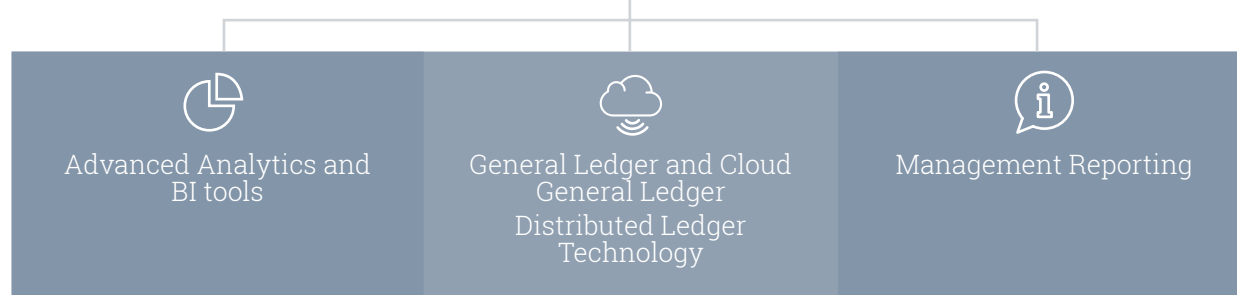 Advanced Analytics and
BI tools
General Ledger and Cloud
General Ledger
Distributed Ledger
Technology
Management Reporting